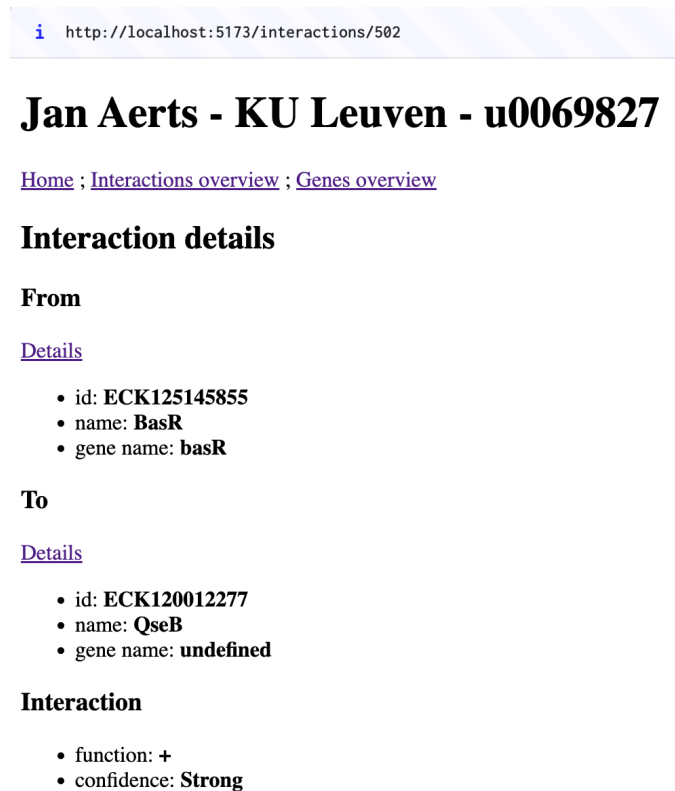 i http://localhost:5173/interactions/502
Jan Aerts - KU Leuven - u0069827
Home ; Interactions overview ; Genes overview
Interaction details
From
Details
• id: ECK125145855
• name: BasR
• gene name: basR
To
Details
• id: ECK120012277
• name: QseB
• gene name: undefined
Interaction
• function: +
• confidence: Strong